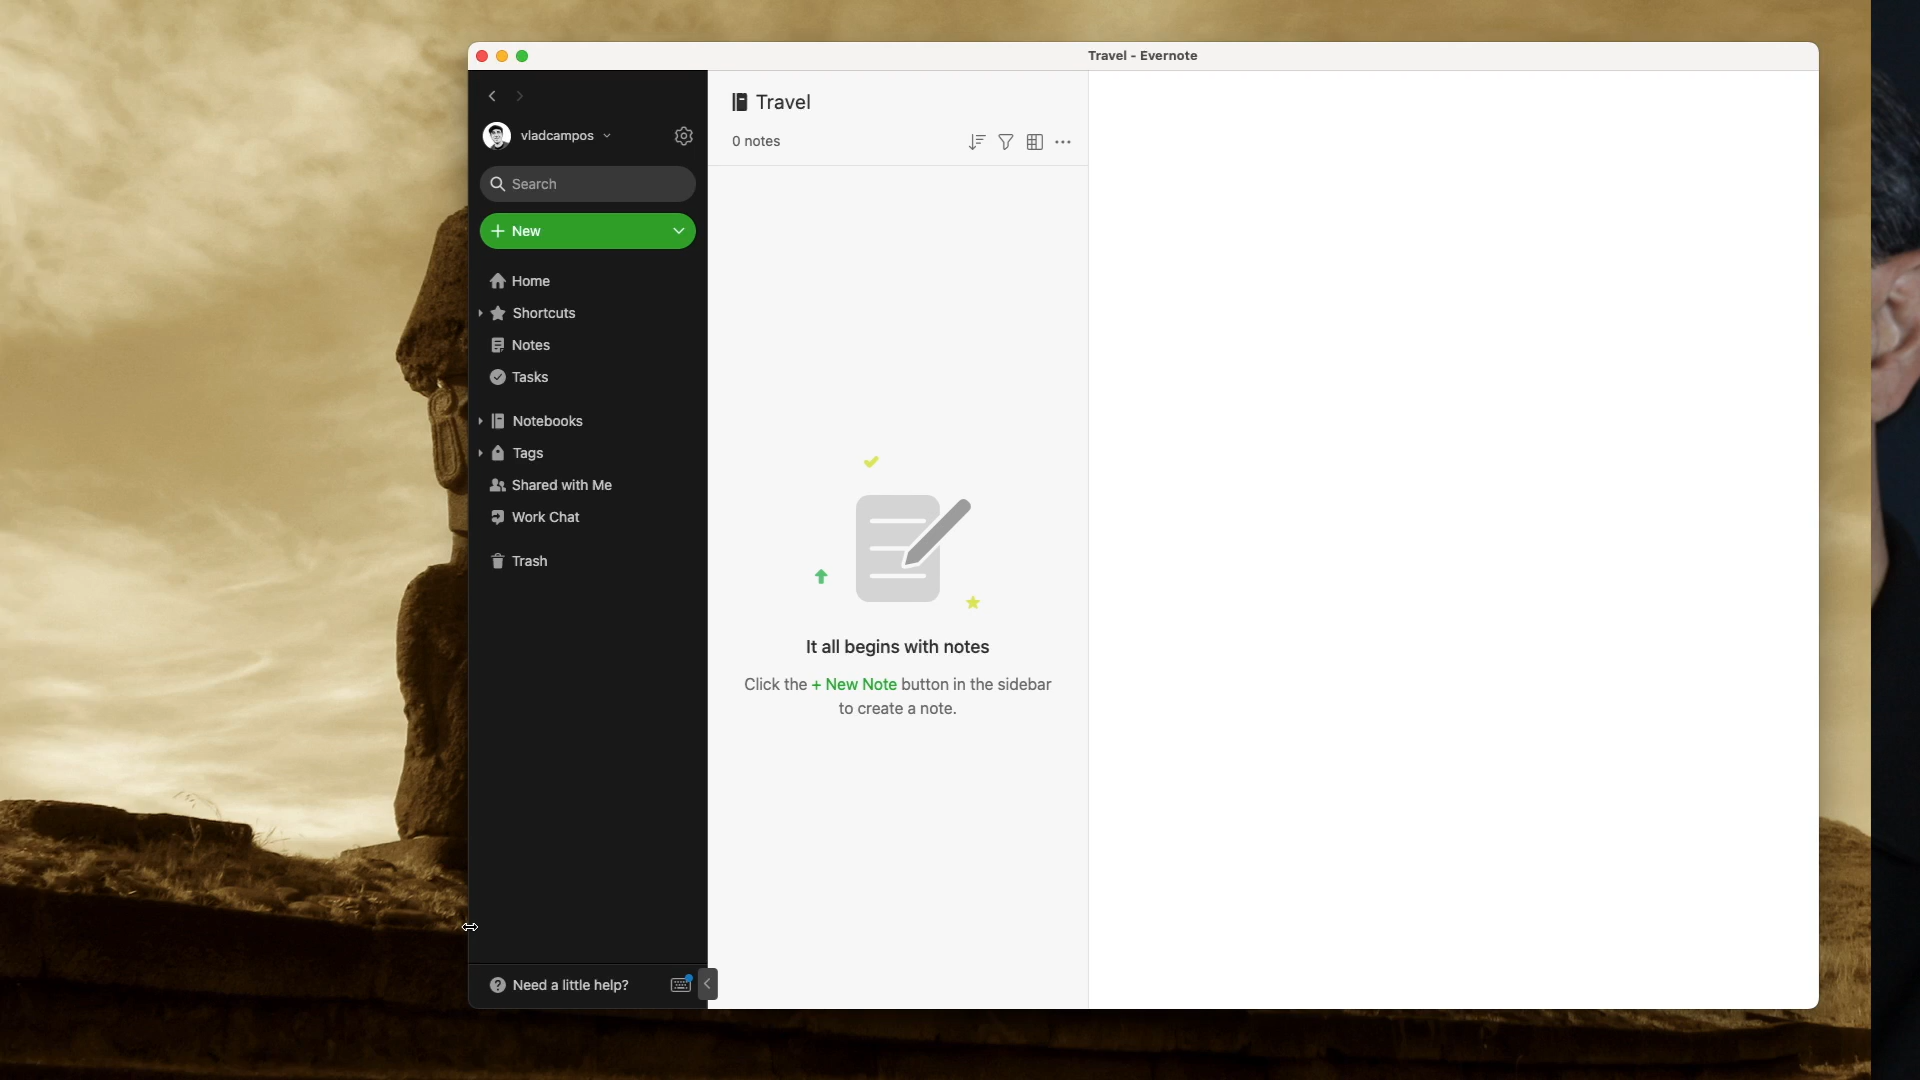 Travel - Evernote
vladcampos
Search
New
Home
Shortcuts
Notes
Tasks
Notebooks
Tags
Shared with Me
Work Chat
Trash
Need a little help?
Travel
0 notes
It all begins with notes
Click the + New Note button in the sidebar
to create a note.